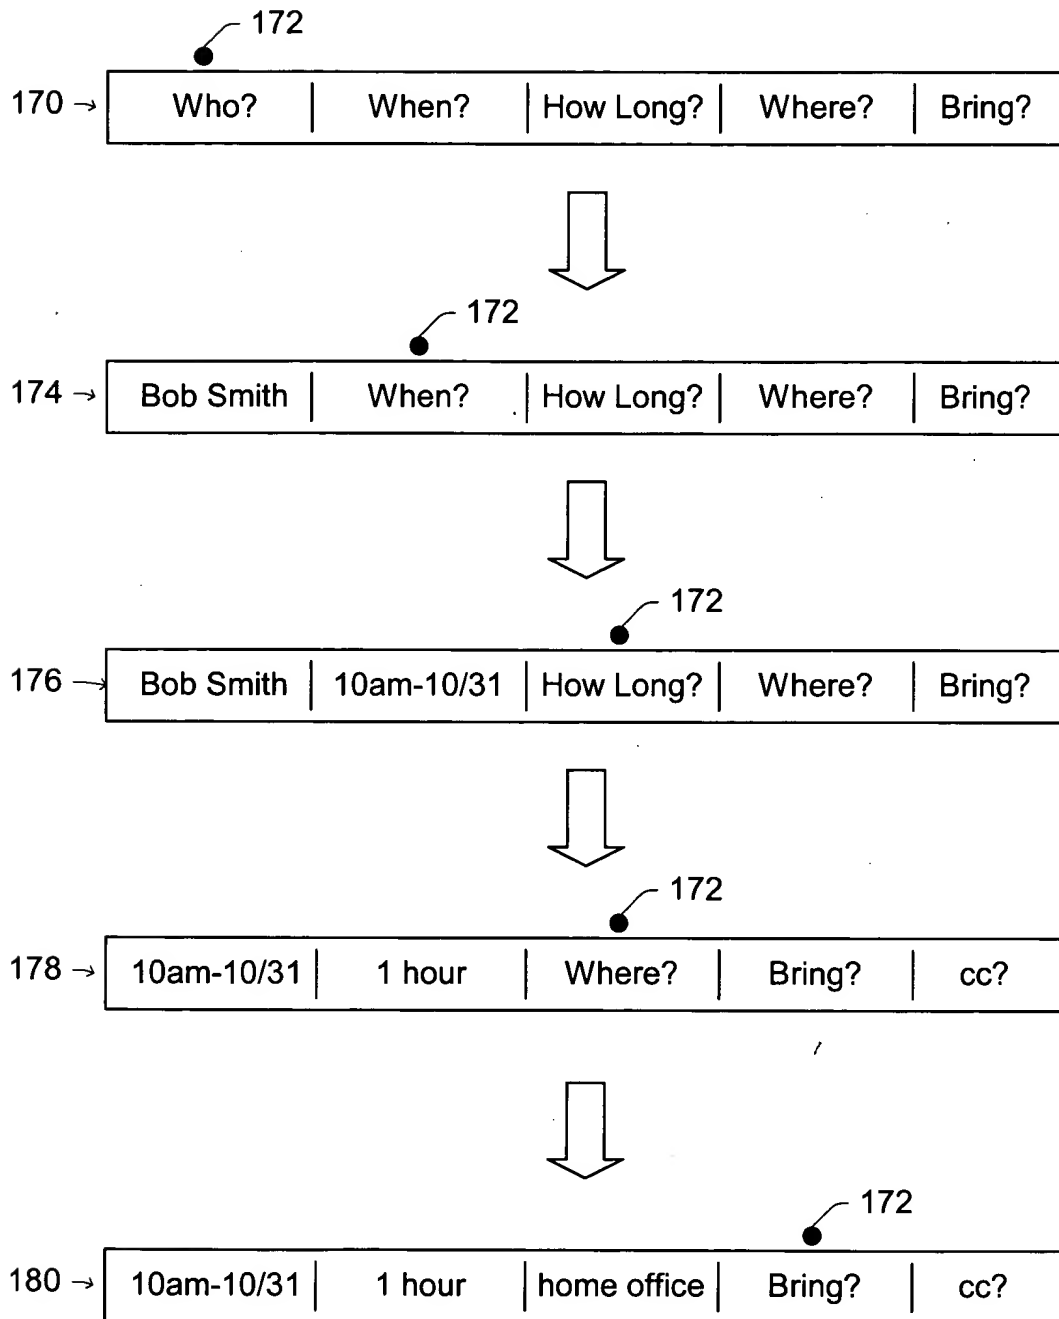 172
170 → Who? | When? | How Long? | Where? | Bring?
172
174 → Bob Smith | When? | How Long? | Where? | Bring?
172
176 → Bob Smith | 10am-10/31 | How Long? | Where? | Bring?
172
178 → 10am-10/31 | 1 hour | Where? | Bring? | cc?
172
180 → 10am-10/31 | 1 hour | home office | Bring? | cc?